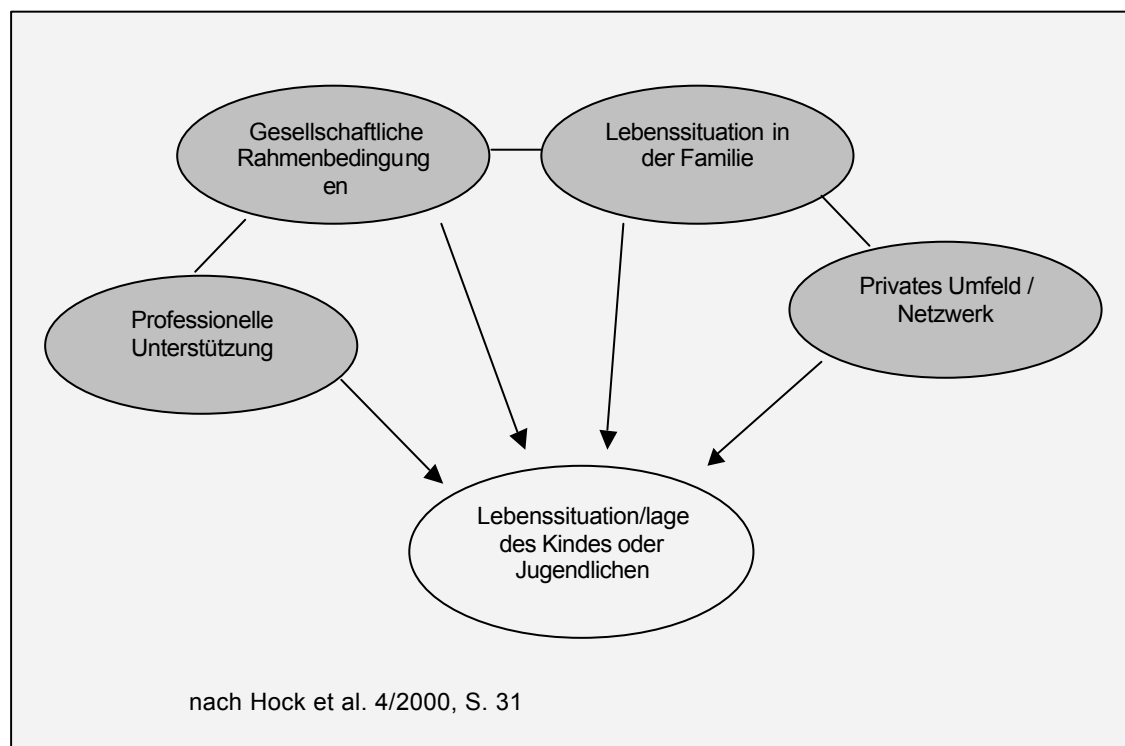 Gesellschaftliche
Rahmenbedingung
en
Lebenssituation in
der Familie
Professionelle
Unterstützung
Privates Umfeld /
Netzwerk
Lebenssituation/lage
des Kindes oder
Jugendlichen
nach Hock et al. 4/2000, S. 31